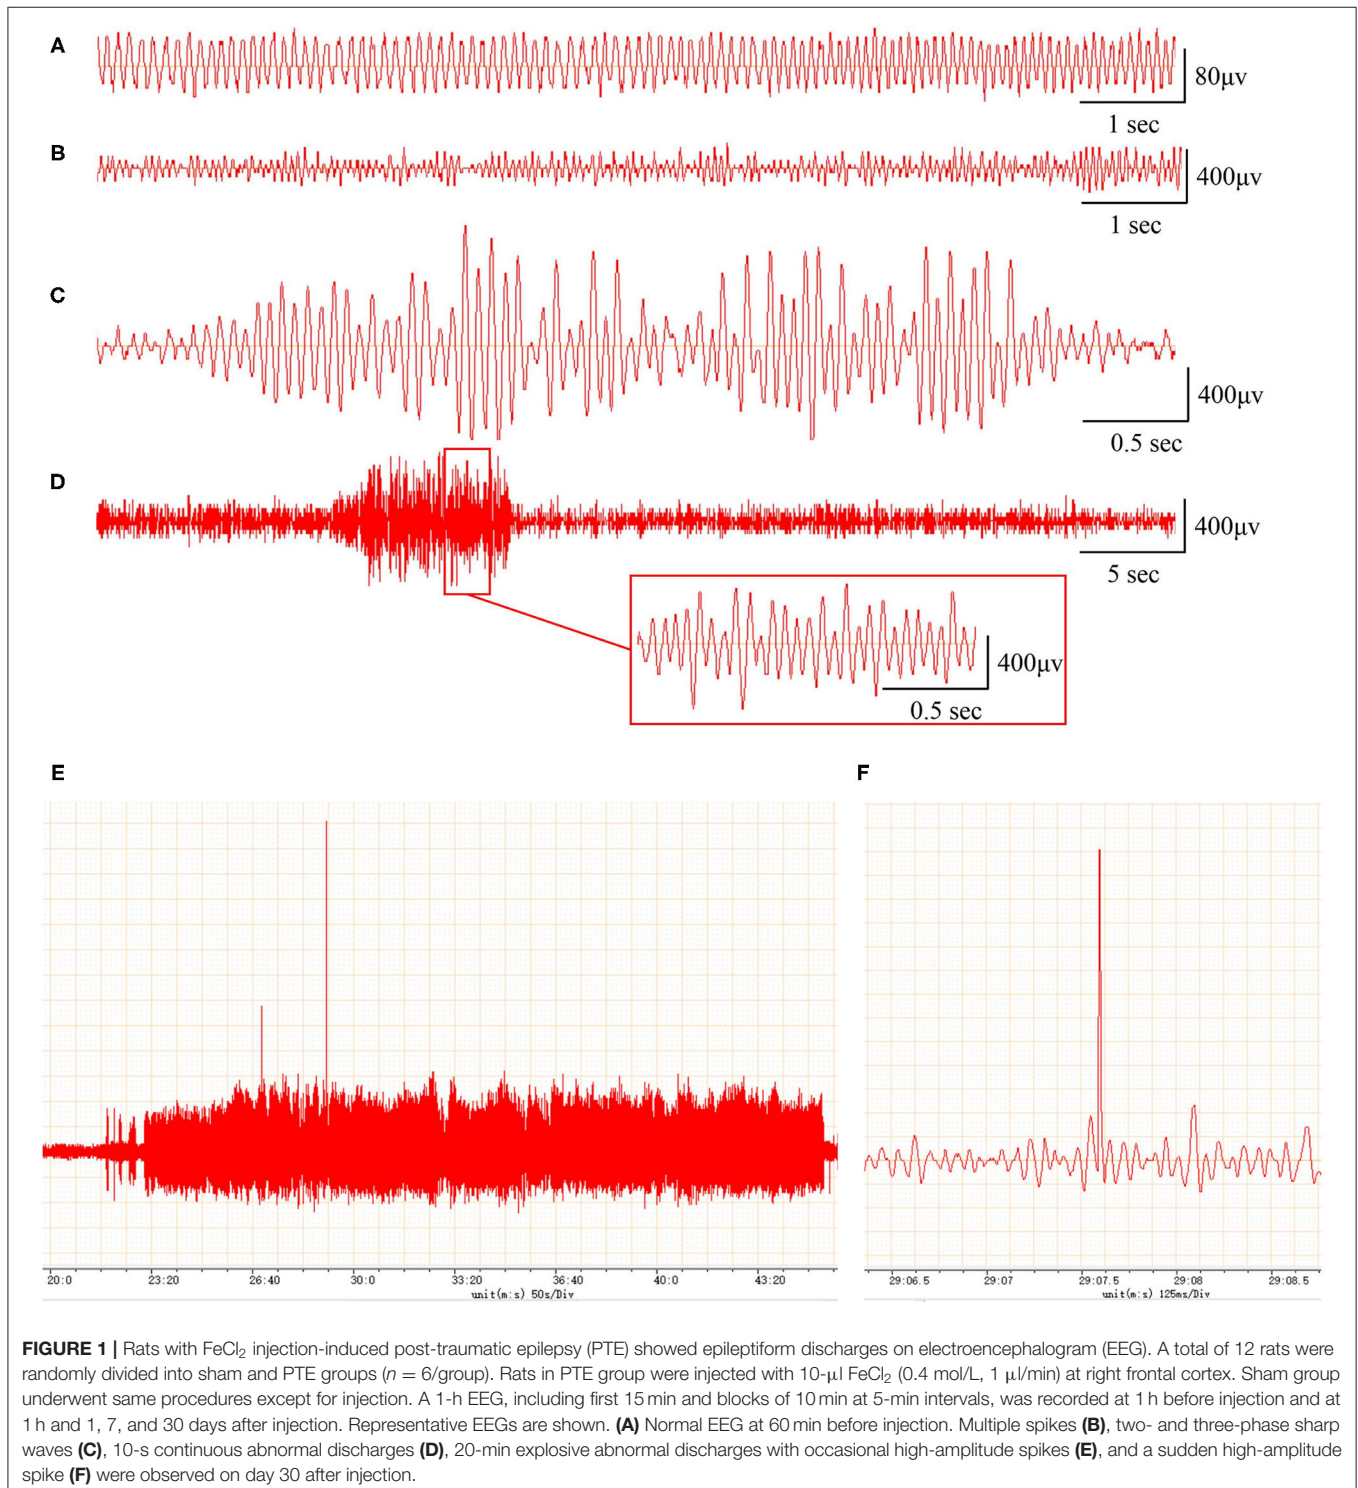 A
80μv
1 sec
B
400μv
1 sec
C
400μv
0.5 sec
D
400μv
5 sec
400μv
0.5 sec
E
F
20:0 23:20 26:40 30:0 33:20 36:40 40:0 43:20
unit(m:s) 50s/Div
29:06.5 29:07 29:07.5 29:08 29:08.5
unit(m:s) 125ms/Div
FIGURE 1 | Rats with FeCl₂ injection-induced post-traumatic epilepsy (PTE) showed epileptiform discharges on electroencephalogram (EEG). A total of 12 rats were
randomly divided into sham and PTE groups (n = 6/group). Rats in PTE group were injected with 10-μl FeCl₂ (0.4 mol/L, 1 μl/min) at right frontal cortex. Sham group
underwent same procedures except for injection. A 1-h EEG, including first 15 min and blocks of 10 min at 5-min intervals, was recorded at 1 h before injection and at
1 h and 1, 7, and 30 days after injection. Representative EEGs are shown. (A) Normal EEG at 60 min before injection. Multiple spikes (B), two- and three-phase sharp
waves (C), 10-s continuous abnormal discharges (D), 20-min explosive abnormal discharges with occasional high-amplitude spikes (E), and a sudden high-amplitude
spike (F) were observed on day 30 after injection.